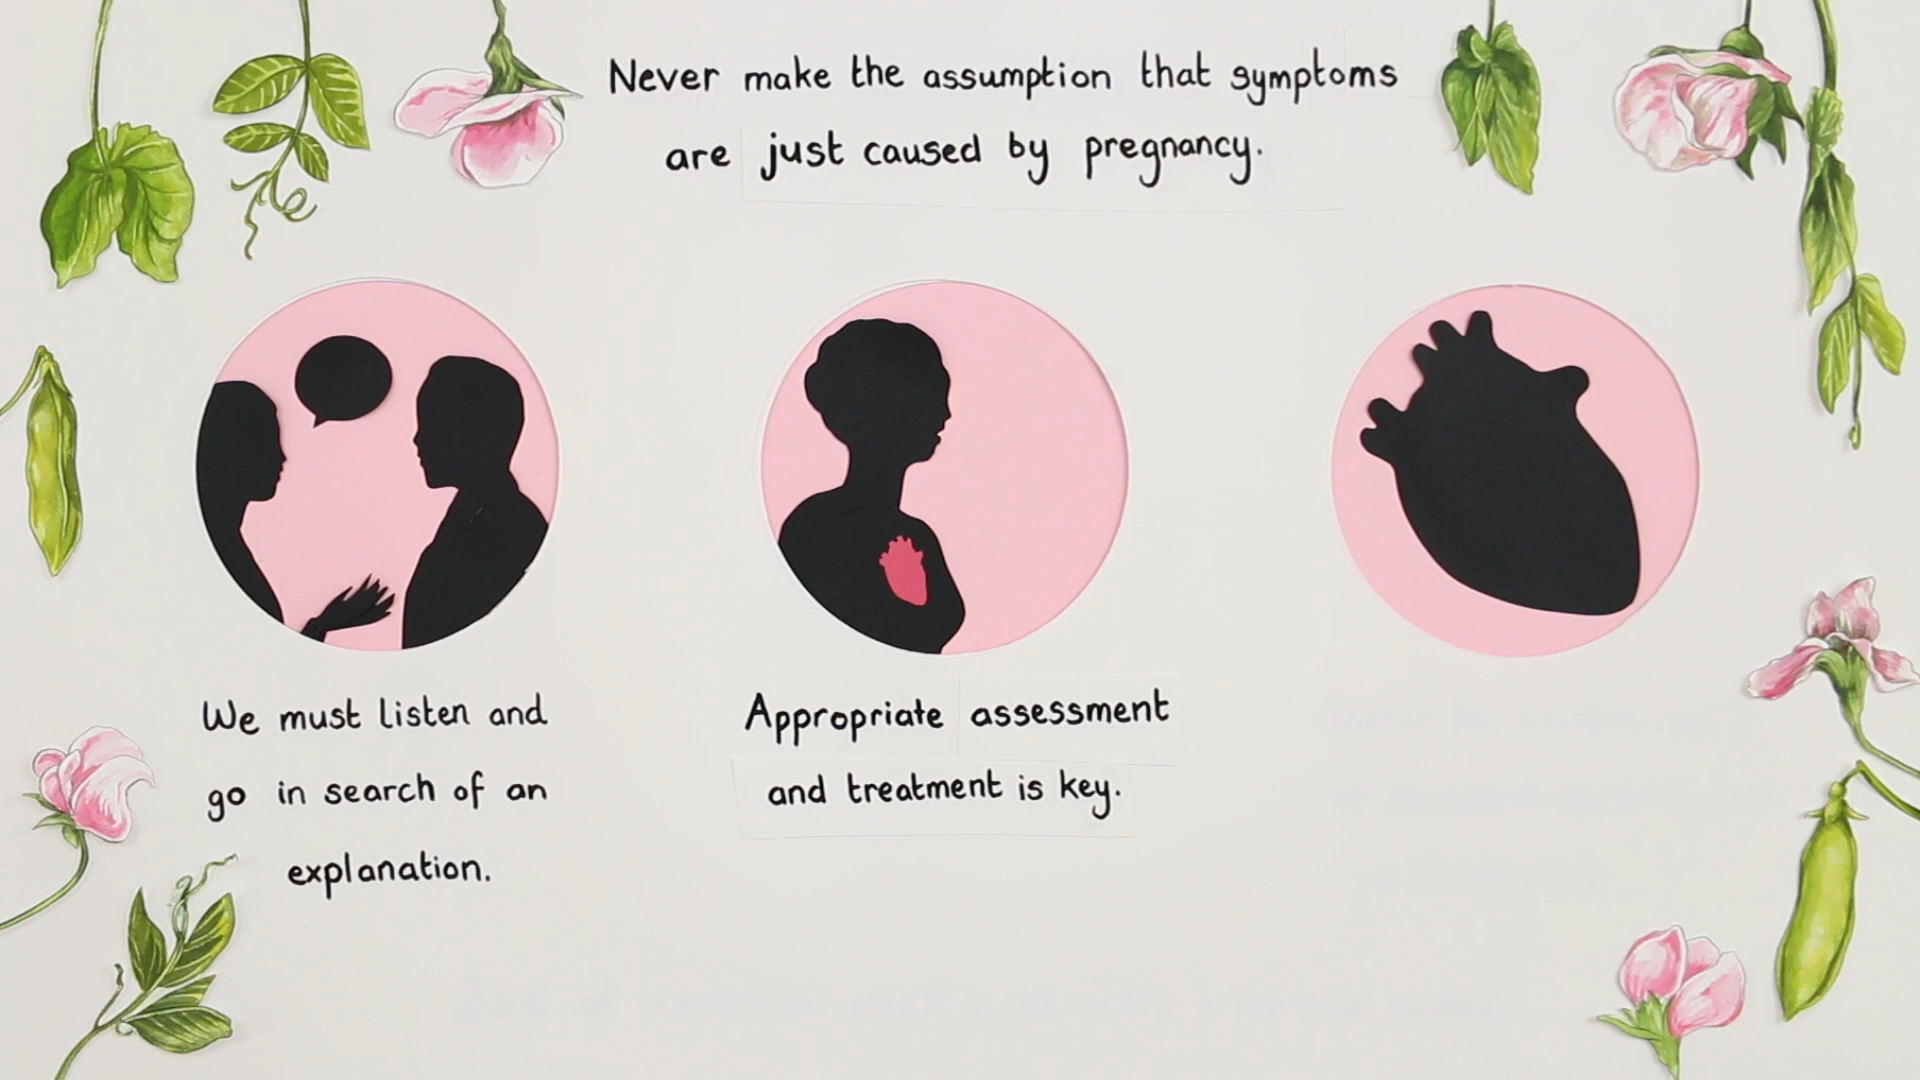 Never make the assumption that symptoms
are just caused by pregnancy.
We must listen and
go in search of an
explanation.
Appropriate assessment
and treatment is key.